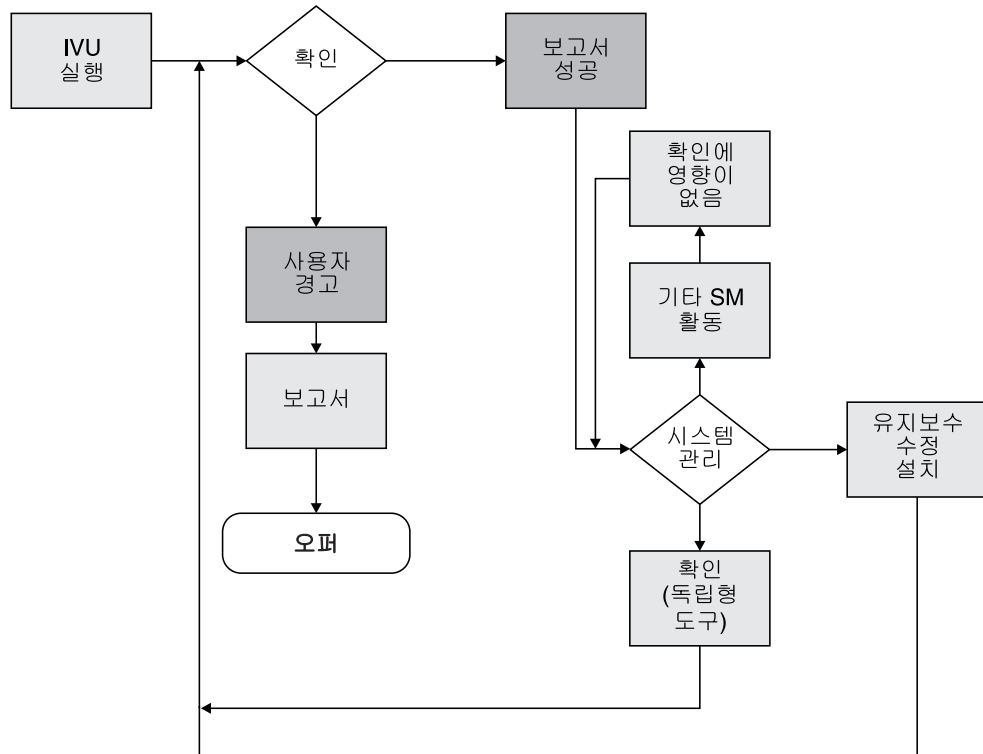 IVU
실행
확인
보고서
성공
확인에
영향이
없음
사용자
경고
기타 SM
활동
보고서
시스템
관리
유지보수
수정
설치
오퍼
확인
(독립형
도구)